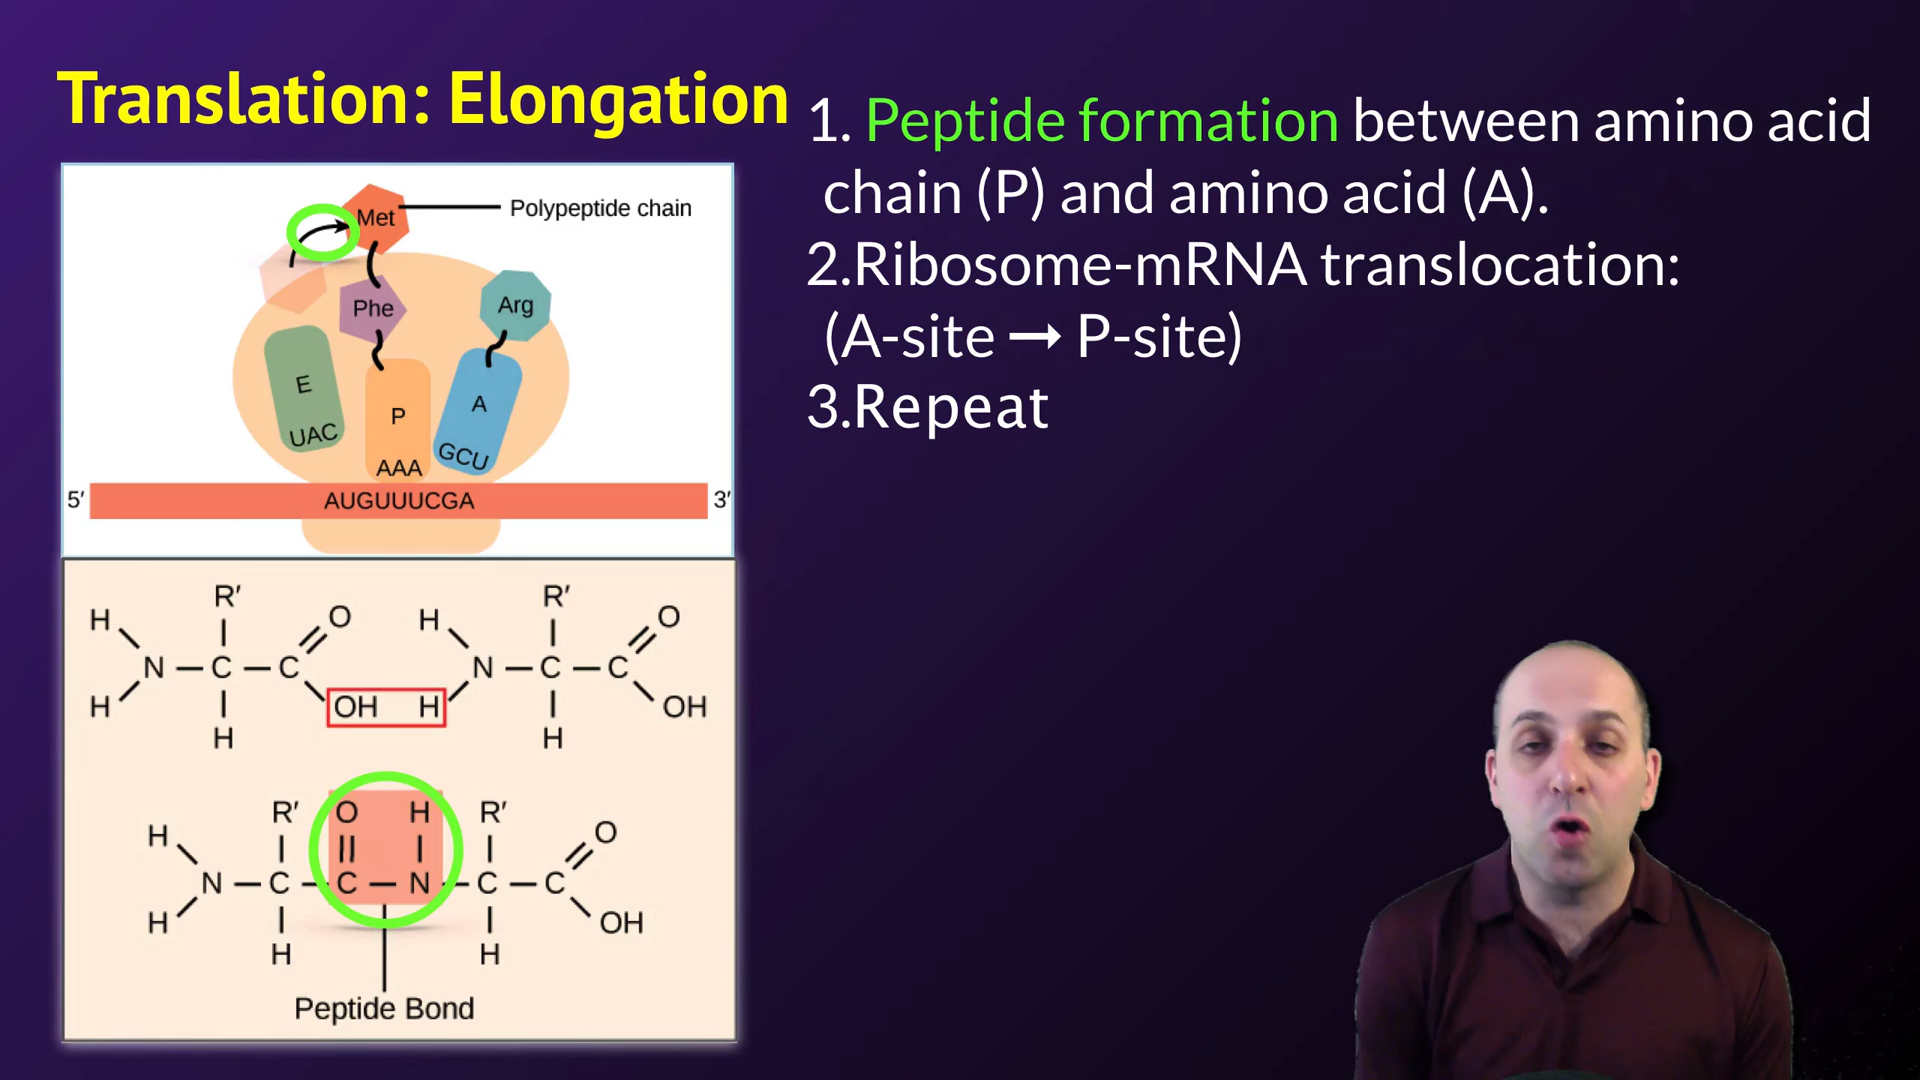 Translation: Elongation
1. Peptide formation between amino acid
chain (P) and amino acid (A).
2.Ribosome-mRNA translocation:
(A-site → P-site)
3.Repeat
Met
Polypeptide chain
Phe
Arg
E
P
A
UAC
AAA
GCU
5′
AUGUUUCGA
3′
R′ R′
H O H O
N — C — C N — C — C
H OH H OH
H H
R′ O H R′
H O
N — C — C — N — C — C
H OH
H H
Peptide Bond